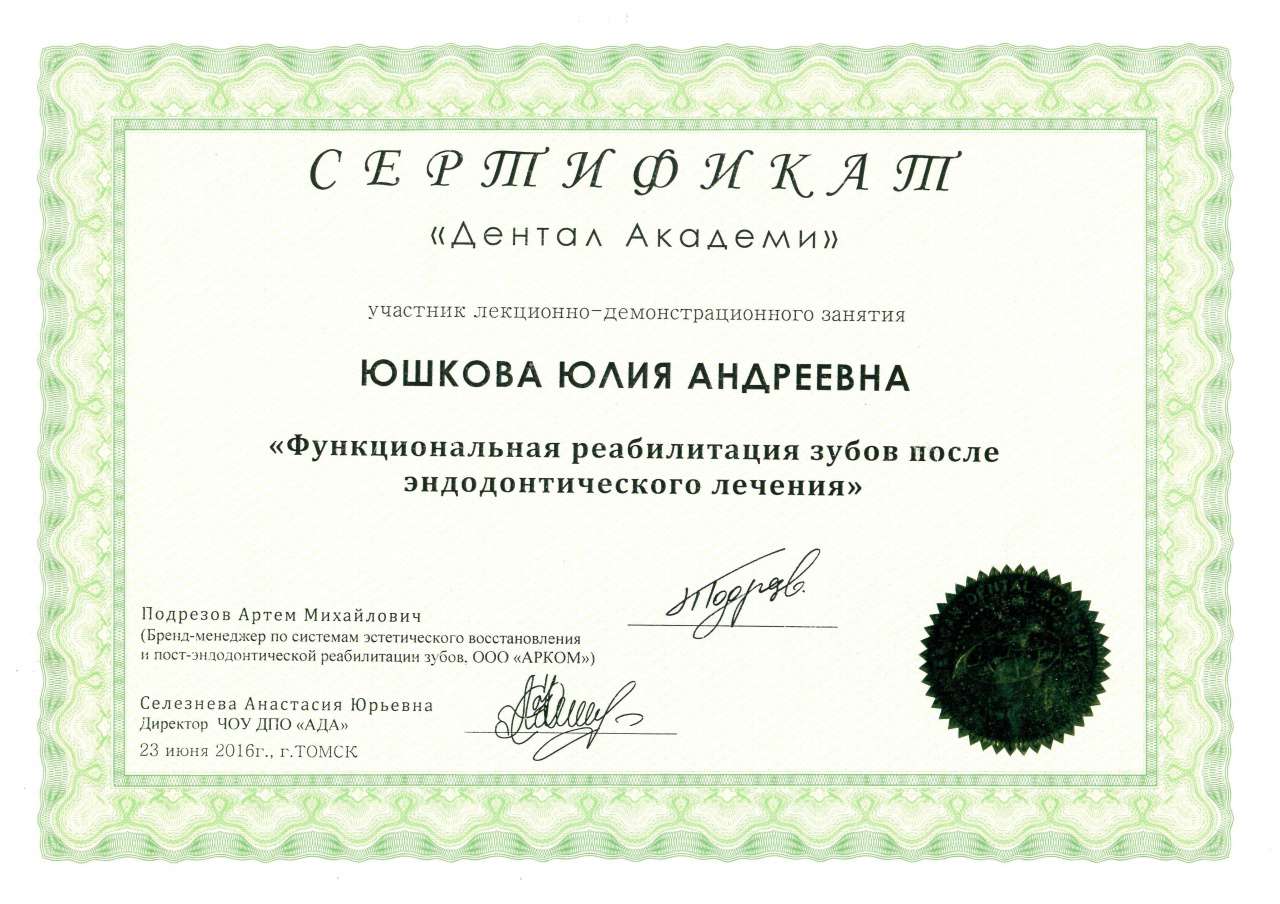 СЕРТИФИКАТ
«Дентал Академи»
участник лекционно-демонстрационного занятия
ЮШКОВА ЮЛИЯ АНДРЕЕВНА
«Функциональная реабилитация зубов после
эндодонтического лечения»
Подрезов Артем Михайлович
(Бренд-менеджер по системам эстетического восстановления
и пост-эндодонтической реабилитации зубов, ООО «АРКОМ»)
Селезнева Анастасия Юрьевна
Директор ЧОУ ДПО «АДА»
23 июня 2016г., г.ТОМСК